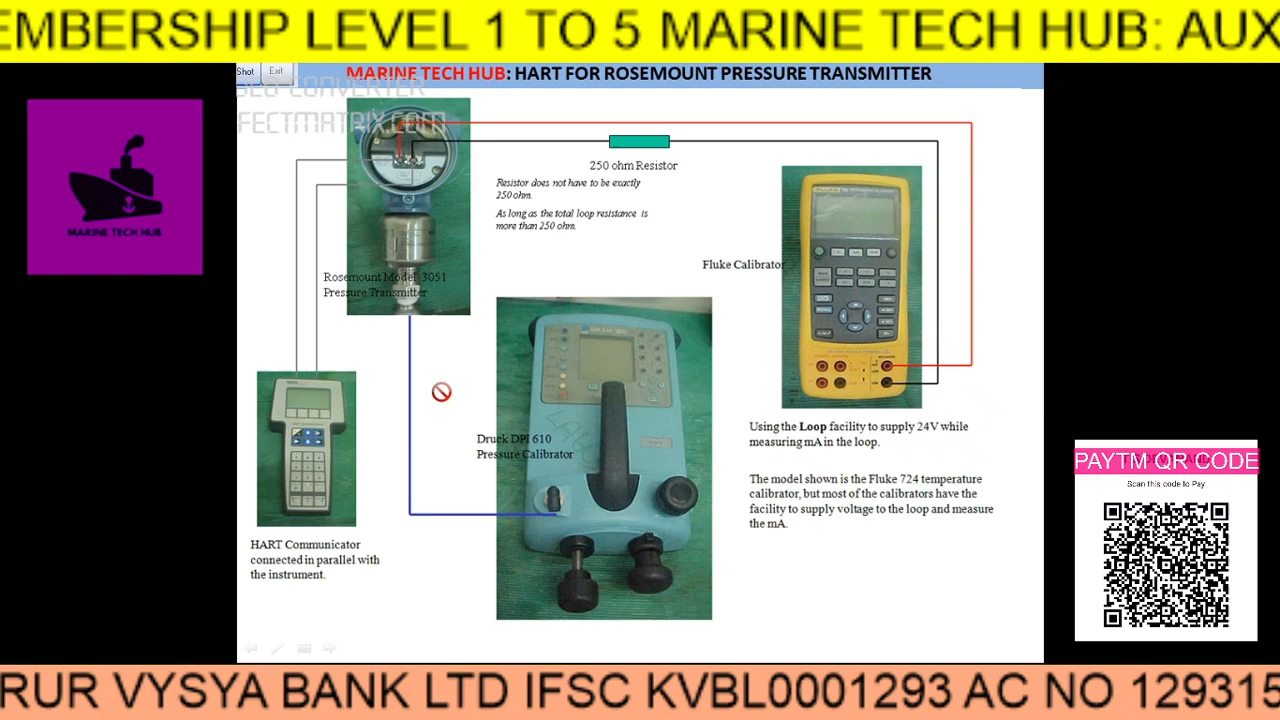 EMBERSHIP LEVEL 1 TO 5 MARINE TECH HUB: AUX
Shot
Exit
MARINE TECH HUB: HART FOR ROSEMOUNT PRESSURE TRANSMITTER
FECTMATRIX.COM
250 ohm Resistor
Resistor does not have to be exactly
250 ohm.
As long as the total loop resistance is
more than 250 ohm.
MARINE TECH HUB
Fluke Calibrator
Rosemount Model 3051
Pressure Transmitter
Druck DPI 610
Pressure Calibrator
Using the Loop facility to supply 24V while
measuring mA in the loop.
The model shown is the Fluke 724 temperature
calibrator, but most of the calibrators have the
facility to supply voltage to the loop and measure
the mA.
HART Communicator
connected in parallel with
the instrument.
PAYTM QR CODE
Scan this code to Pay
RUR VYSYA BANK LTD IFSC KVBL0001293 AC NO 129315